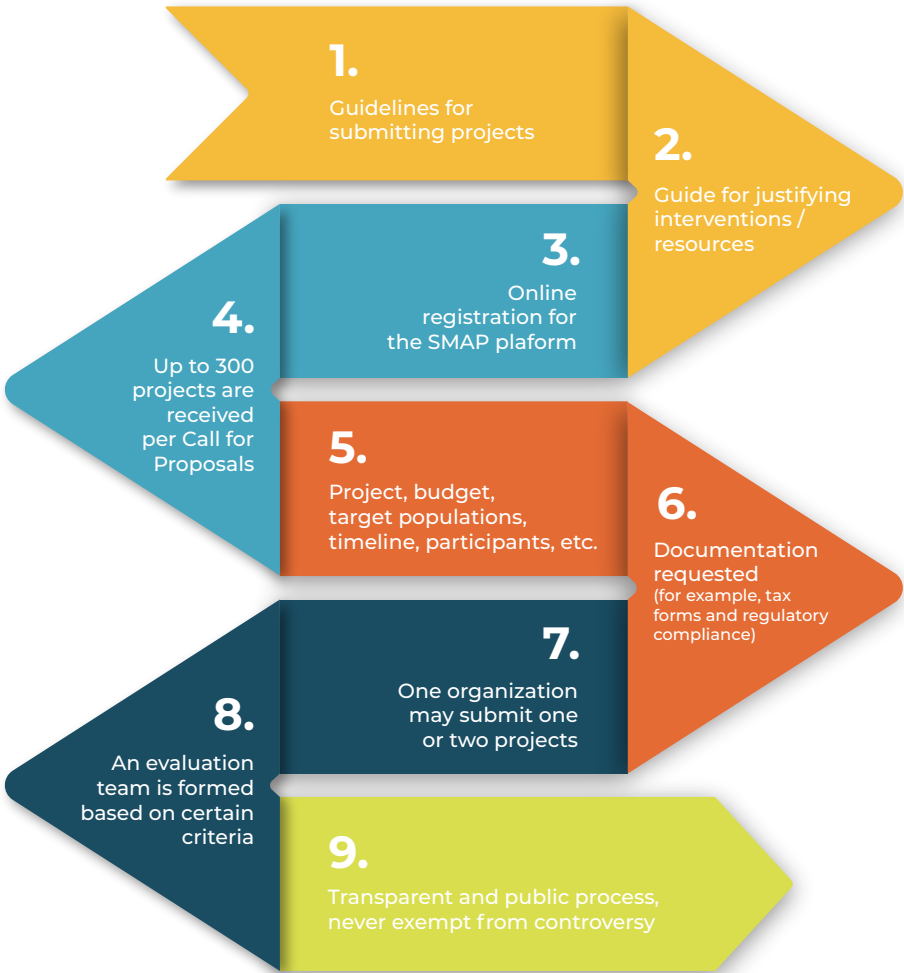 1.
Guidelines for
submitting projects
2.
Guide for justifying
interventions /
resources
3.
Online
registration for
the SMAP plaform
4.
Up to 300
projects are
received
per Call for
Proposals
5.
Project, budget,
target populations,
timeline, participants, etc.
6.
Documentation
requested
(for example, tax
forms and regulatory
compliance)
7.
One organization
may submit one
or two projects
8.
An evaluation
team is formed
based on certain
criteria
9.
Transparent and public process,
never exempt from controversy